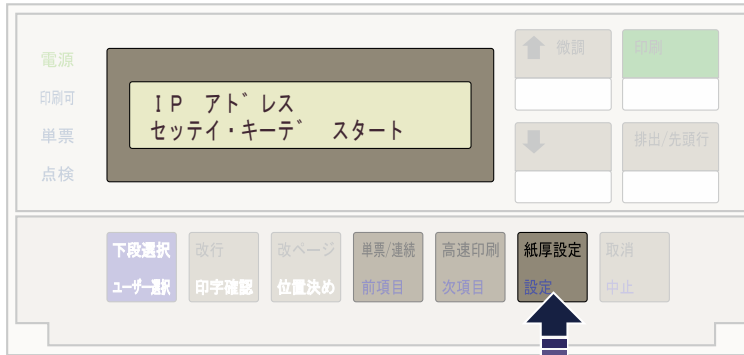 電源
印刷可
単票
点検
IP アドレス
セッテイ・キーデ スタート
微調
印刷
排出/先頭行
下段選択
ユーザー選択
改行
印字確認
改ページ
位置決め
単票/連続
前項目
高速印刷
次項目
紙厚設定
設定
取消
中止